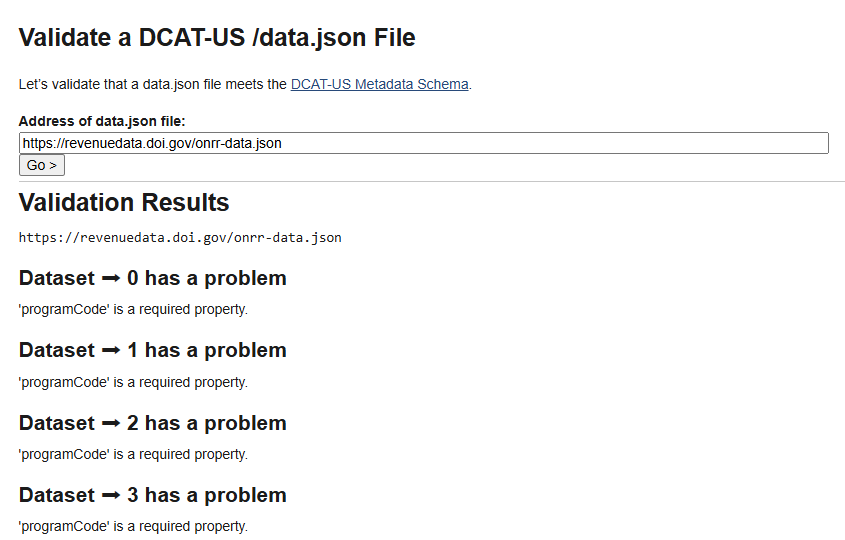 Validate a DCAT-US /data.json File
Let’s validate that a data.json file meets the DCAT-US Metadata Schema.
Address of data.json file:
https://revenuedata.doi.gov/onrr-data.json
Go >
Validation Results
https://revenuedata.doi.gov/onrr-data.json
Dataset ➞ 0 has a problem
'programCode' is a required property.
Dataset ➞ 1 has a problem
'programCode' is a required property.
Dataset ➞ 2 has a problem
'programCode' is a required property.
Dataset ➞ 3 has a problem
'programCode' is a required property.